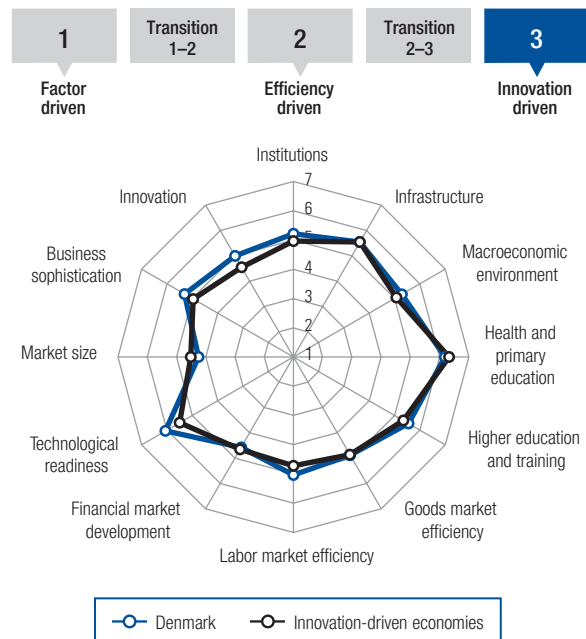 1
Transition
1–2
2
Transition
2–3
3
Factor
driven
Efficiency
driven
Innovation
driven
Institutions
Innovation
Infrastructure
Business
sophistication
Macroeconomic
environment
Market size
Health and
primary
education
Technological
readiness
Higher education
and training
Financial market
development
Goods market
efficiency
Labor market efficiency
7
6
5
4
3
2
1
Denmark
Innovation-driven economies